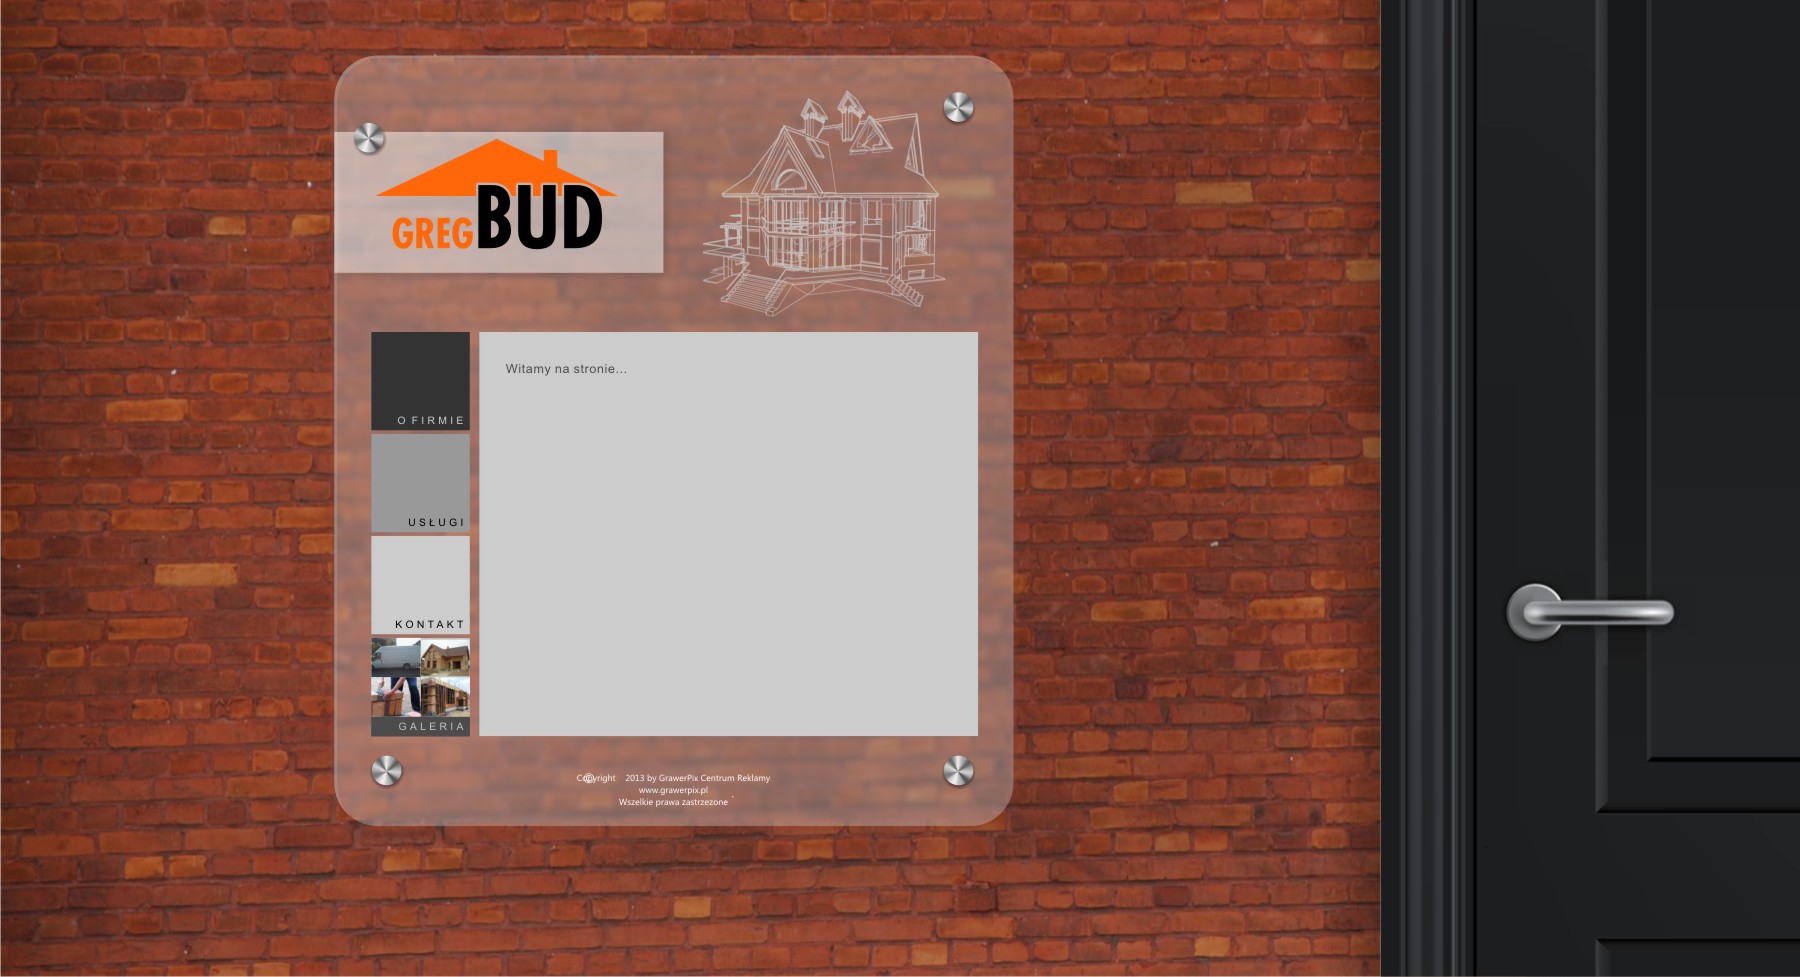 GREGBUD
Witamy na stronie...
O FIRMIE
USŁUGI
KONTAKT
GALERIA
Copyright 2013 by GrawerPix Centrum Reklamy
www.grawerpix.pl
Wszelkie prawa zastrzezone